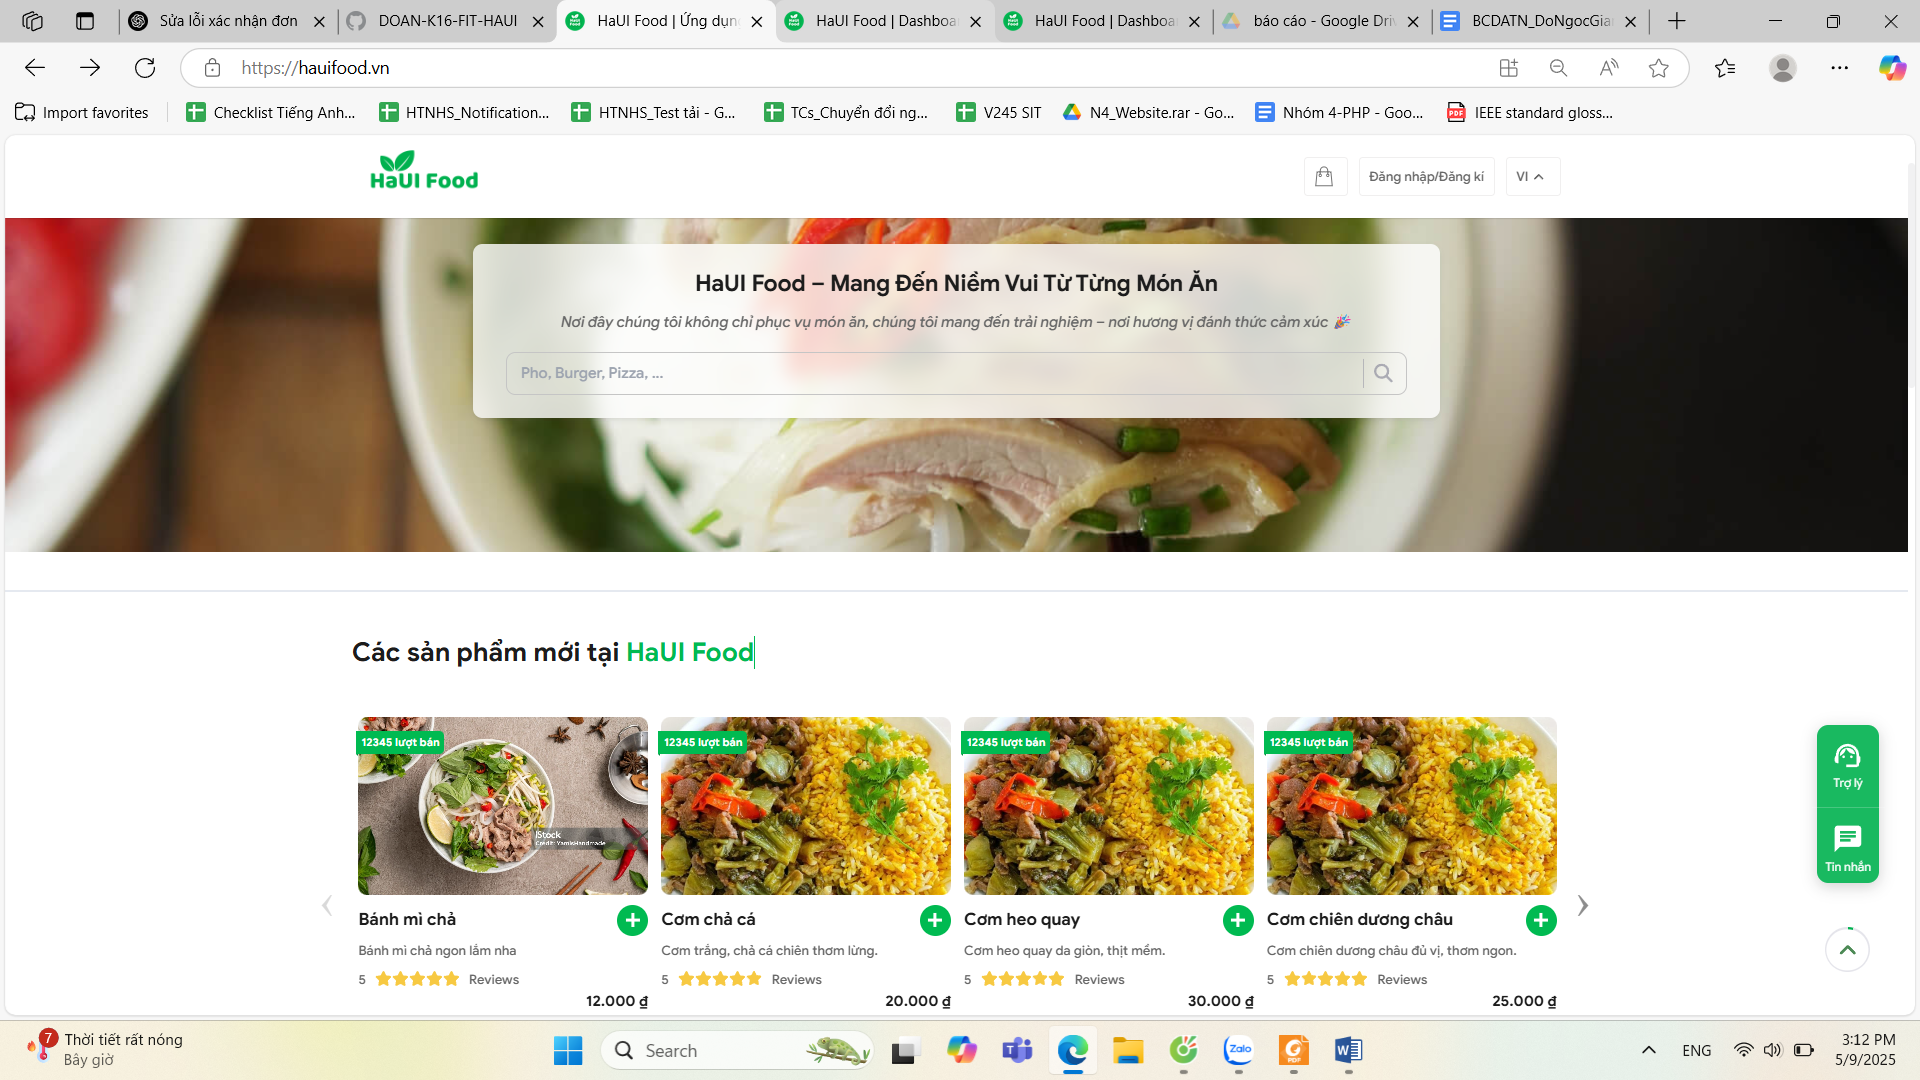 Sửa lỗi xác nhận đơn
DOAN-K16-FIT-HAUI
HaUI Food | Ứng dụn
HaUI Food | Dashboa
HaUI Food | Dashboa
báo cáo - Google Driv
BCDATN_DoNgocGia
https://hauifood.vn
Import favorites
Checklist Tiếng Anh...
HTNHS_Notification...
HTNHS_Test tải - G...
TCs_Chuyển đổi ng...
V245 SIT
N4_Website.rar - Go...
Nhóm 4-PHP - Goo...
IEEE standard gloss...
HaUI Food
Đăng nhập/Đăng kí
VI
HaUI Food – Mang Đến Niềm Vui Từ Từng Món Ăn
Nơi đây chúng tôi không chỉ phục vụ món ăn, chúng tôi mang đến trải nghiệm – nơi hương vị đánh thức cảm xúc 🎉
Pho, Burger, Pizza, ...
Các sản phẩm mới tại HaUI Food
12345 lượt bán
12345 lượt bán
12345 lượt bán
12345 lượt bán
iStock
Credit: YamisHandmade
Bánh mì chả
Cơm chả cá
Cơm heo quay
Cơm chiên dương châu
Bánh mì chả ngon lắm nha
Cơm trắng, chả cá chiên thơm lừng.
Cơm heo quay da giòn, thịt mềm.
Cơm chiên dương châu đủ vị, thơm ngon.
5 Reviews
5 Reviews
5 Reviews
5 Reviews
12.000 ₫
20.000 ₫
30.000 ₫
25.000 ₫
Trợ lý
Tin nhắn
7
Thời tiết rất nóng
Bây giờ
Search
Zalo
PDF
ENG
3:12 PM
5/9/2025